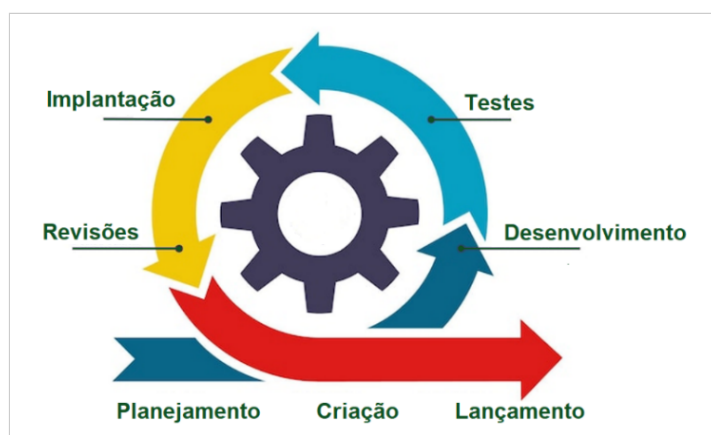 Implantação
Testes
Revisões
Desenvolvimento
Planejamento
Criação
Lançamento